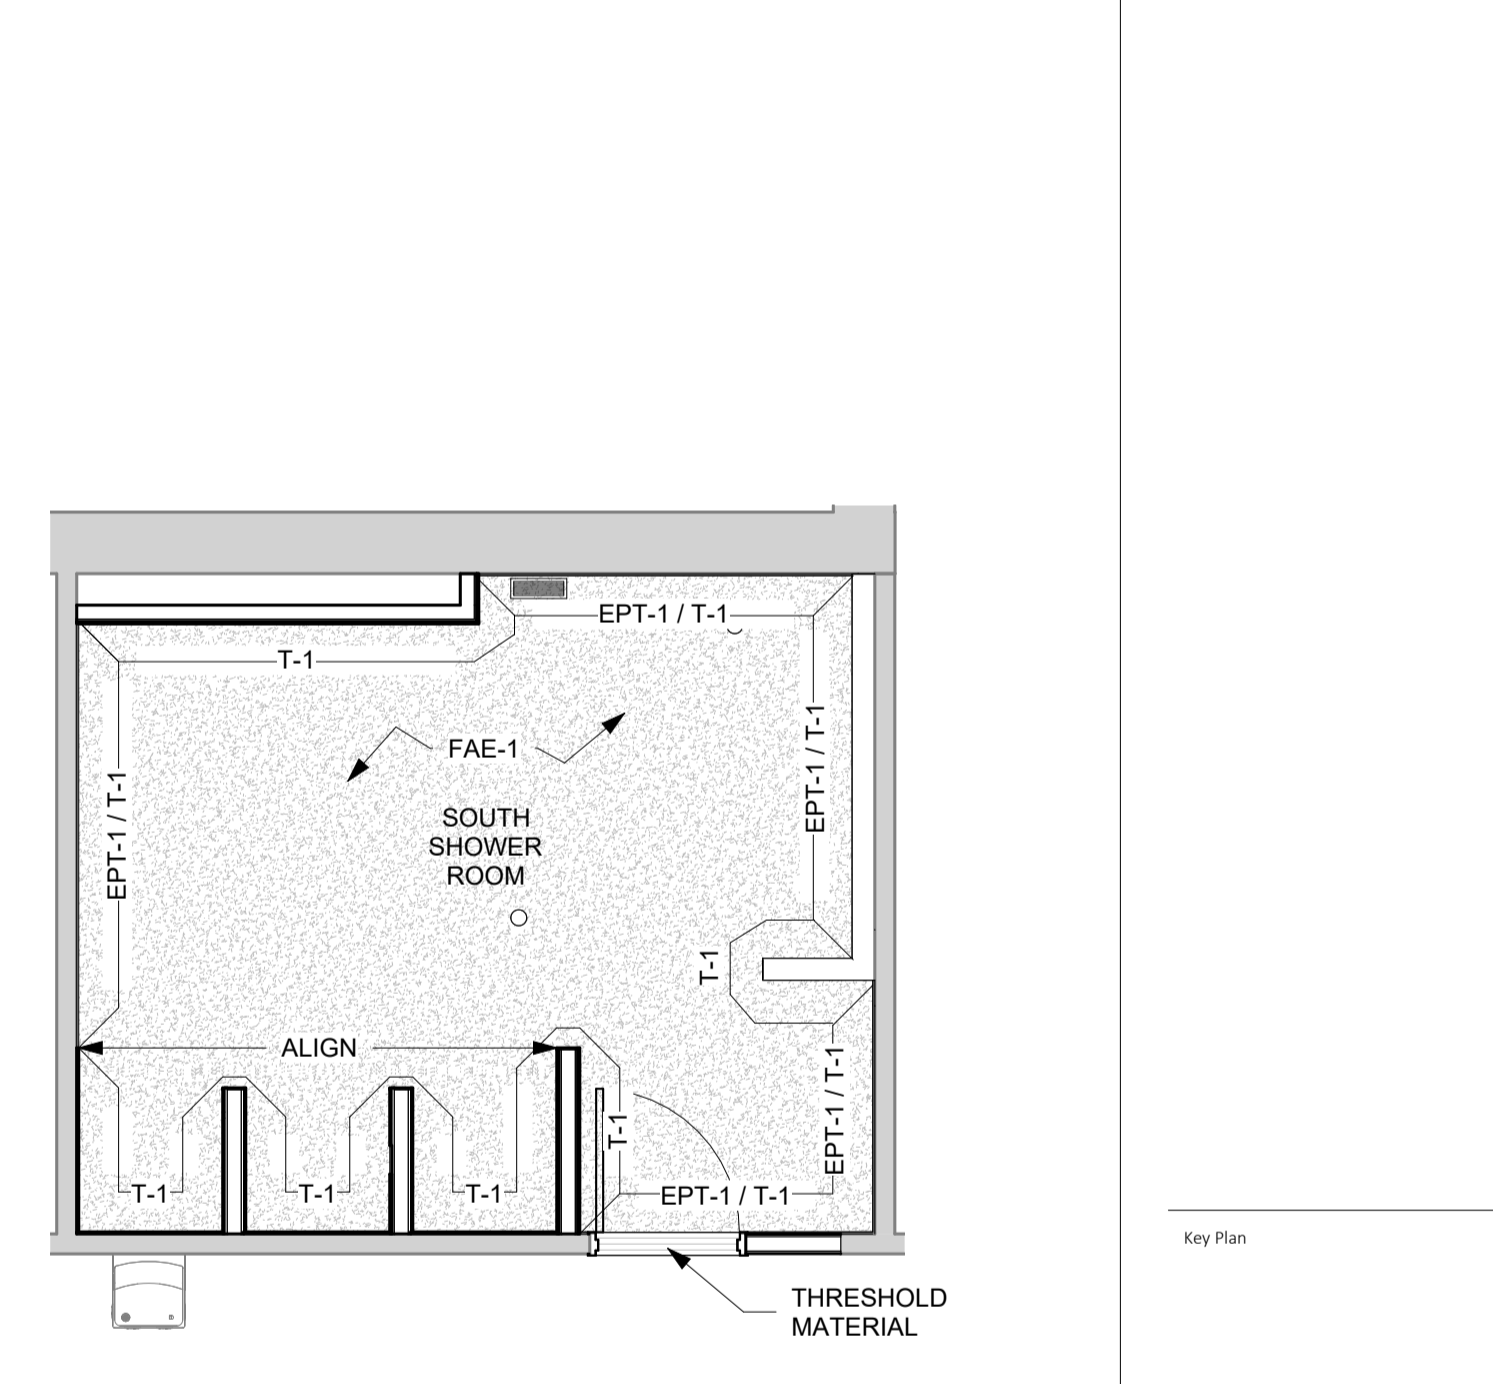 EPT-1 / T-1
T-1
EPT-1 / T-1
FAE-1
EPT-1 / T-1
SOUTH
SHOWER
ROOM
T-1
ALIGN
EPT-1 / T-1
T-1
T-1
T-1
T-1
EPT-1 / T-1
Key Plan
THRESHOLD
MATERIAL